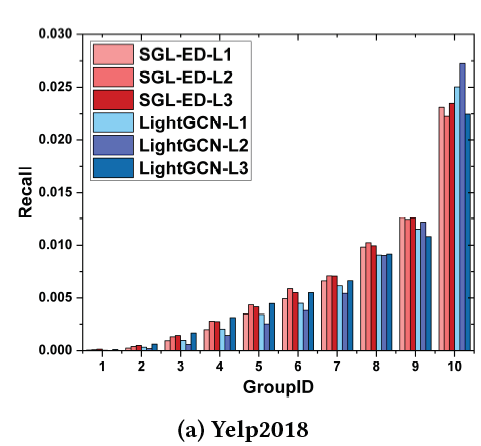 0.030
0.025
0.020
0.015
0.010
0.005
0.000
Recall
SGL-ED-L1
SGL-ED-L2
SGL-ED-L3
LightGCN-L1
LightGCN-L2
LightGCN-L3
1 2 3 4 5 6 7 8 9 10
GroupID
(a) Yelp2018